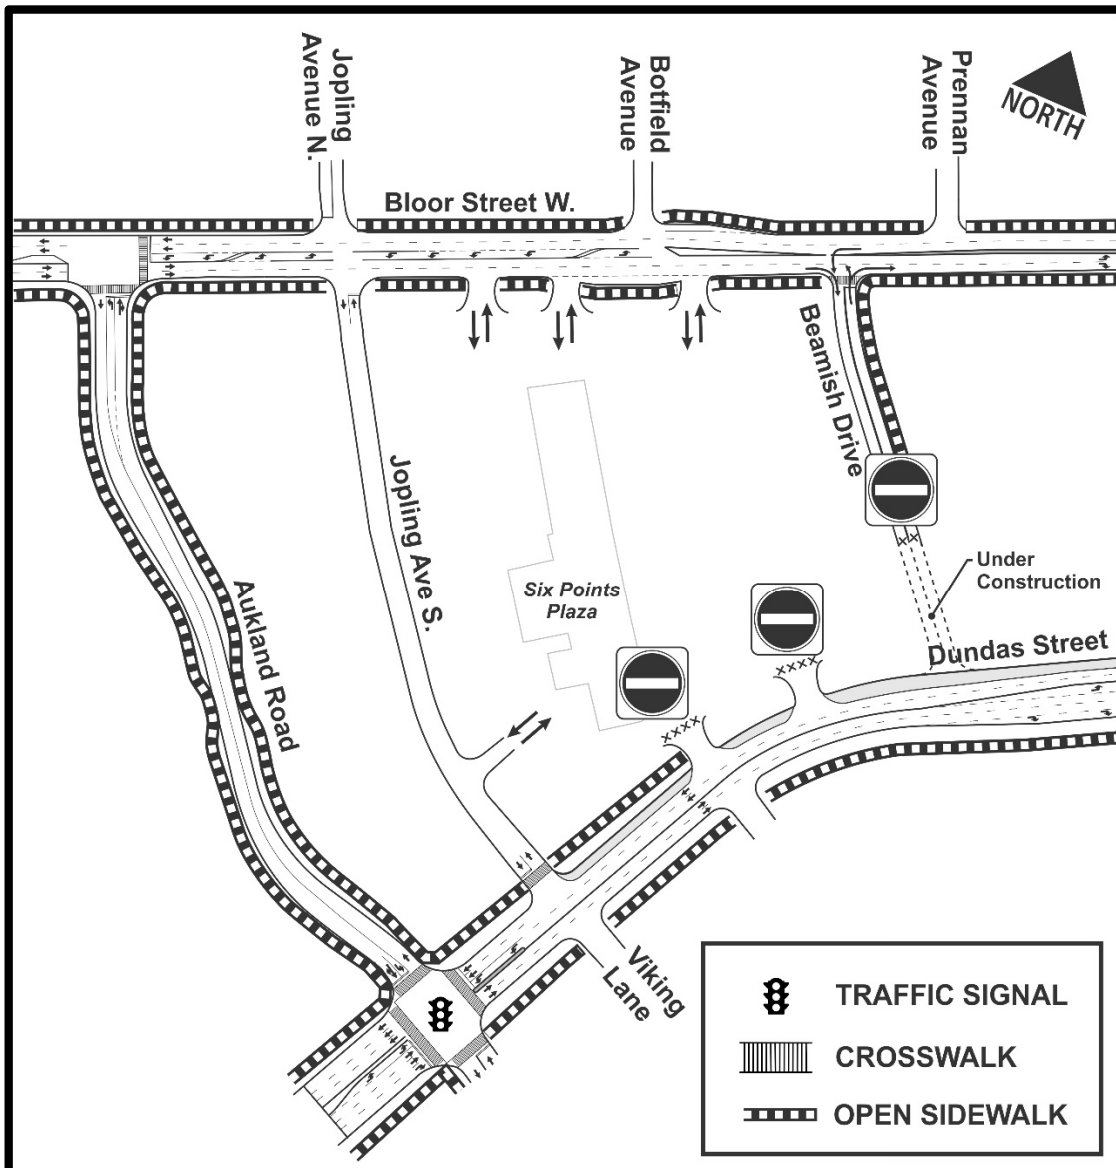 Jopling
Avenue N.
Botfield
Avenue
Prennan
Avenue
NORTH
Bloor Street W.
Beamish Drive
Jopling Ave S.
Six Points
Plaza
Under
Construction
Aukland Road
Dundas Street
Viking
Lane
TRAFFIC SIGNAL
CROSSWALK
OPEN SIDEWALK